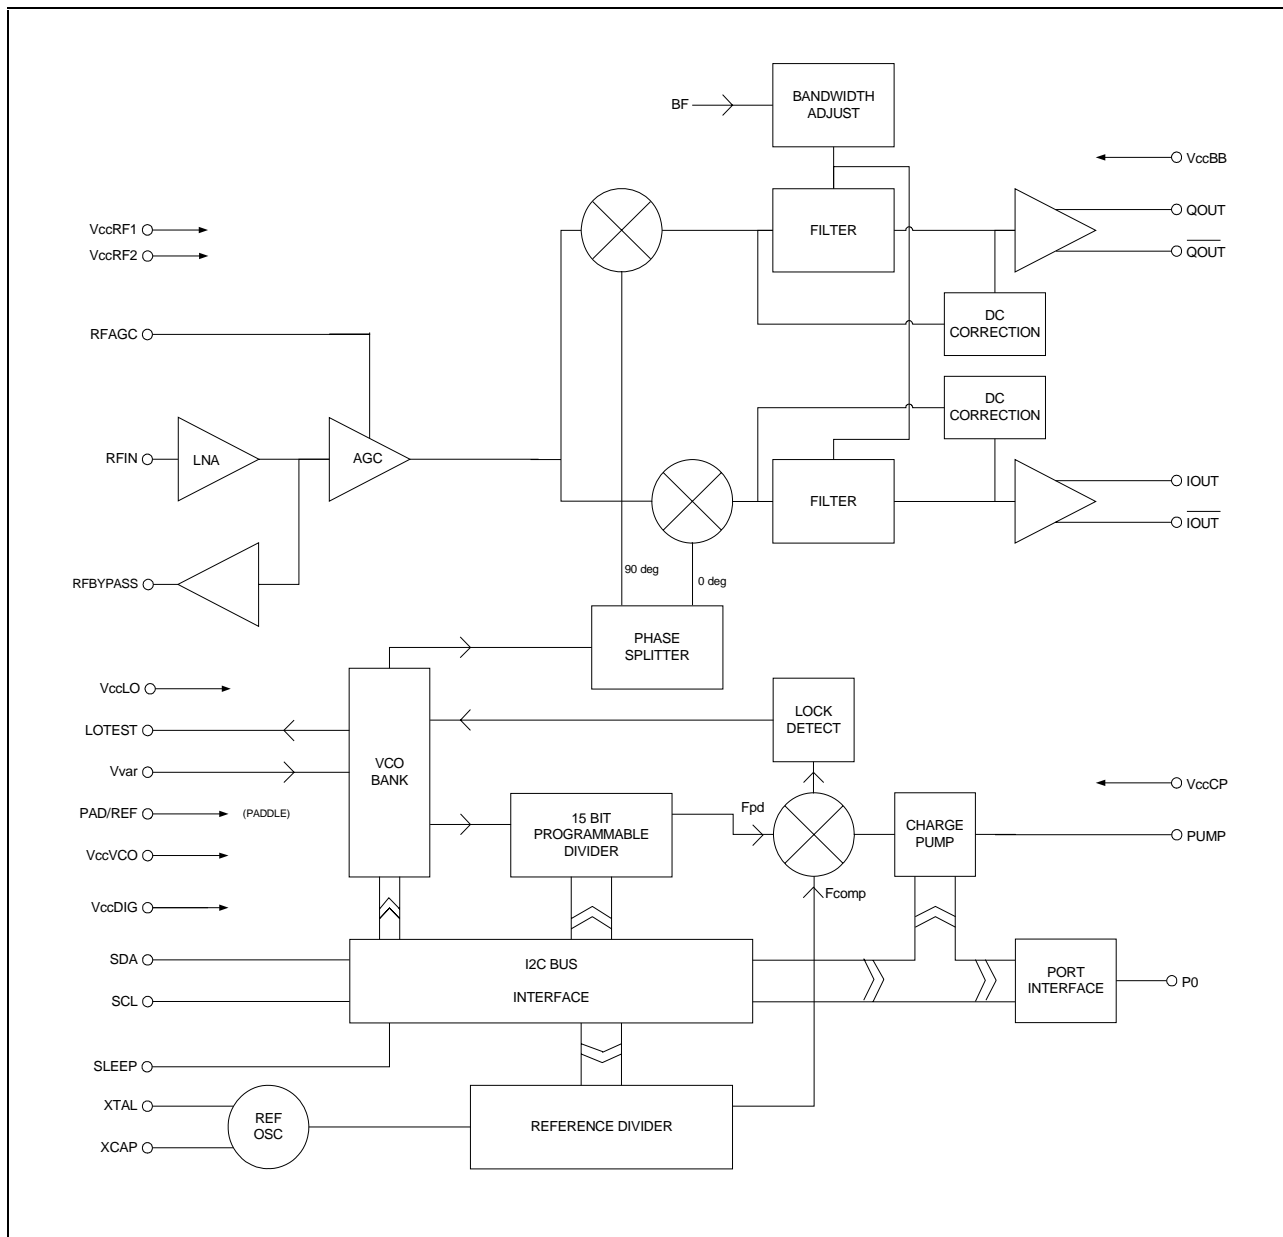 BANDWIDTH
ADJUST
BF
VccBB
VccRF1
VccRF2
FILTER
QOUT
QOUT
RFAGC
DC
CORRECTION
DC
CORRECTION
RFIN
LNA
AGC
FILTER
IOUT
IOUT
RFBYPASS
90 deg
0 deg
PHASE
SPLITTER
VccLO
LOTEST
Vvar
PAD/REF
(PADDLE)
VccVCO
VccDIG
VCO
BANK
LOCK
DETECT
15 BIT
PROGRAMMABLE
DIVIDER
Fpd
CHARGE
PUMP
VccCP
PUMP
Fcomp
SDA
SCL
I2C BUS
INTERFACE
PORT
INTERFACE
P0
SLEEP
XTAL
XCAP
REF
OSC
REFERENCE DIVIDER